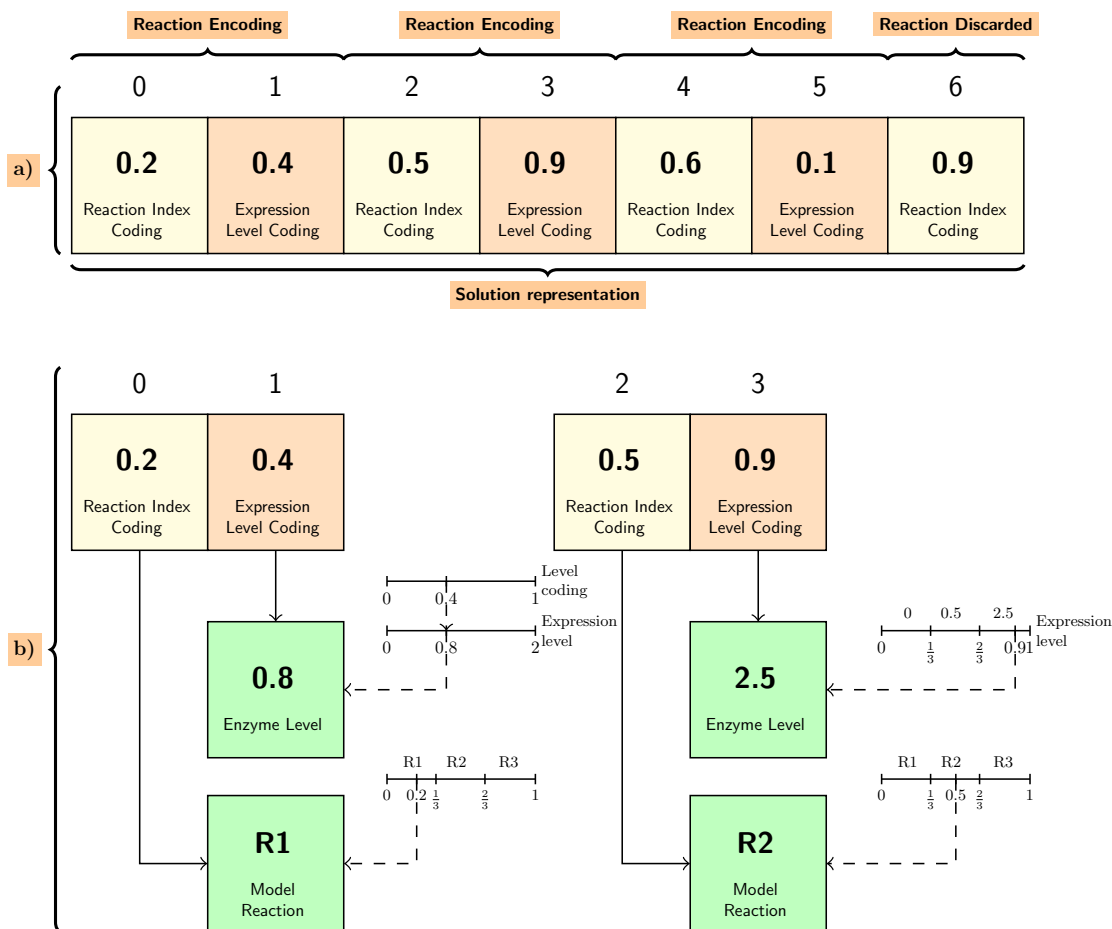 Reaction Encoding Reaction Encoding Reaction Encoding Reaction Discarded
0 1 2 3 4 5 6
a)
0.2 0.4 0.5 0.9 0.6 0.1 0.9
Reaction Index Expression Reaction Index Expression Reaction Index Expression Reaction Index
Coding Level Coding Coding Level Coding Coding Level Coding Coding
Solution representation
b)
0 1
0.2 0.4
Reaction Index Expression
Coding Level Coding
Level
coding
0 0.4 1
Expression
level
0 0.8 2
0.8
Enzyme Level
R1 R2 R3
0 0.2 1/3 2/3 1
R1
Model
Reaction
2 3
0.5 0.9
Reaction Index Expression
Coding Level Coding
0 0.5 2.5
Expression
level
0 1/3 2/3 0.9 1
2.5
Enzyme Level
R1 R2 R3
0 1/3 0.5 2/3 1
R2
Model
Reaction